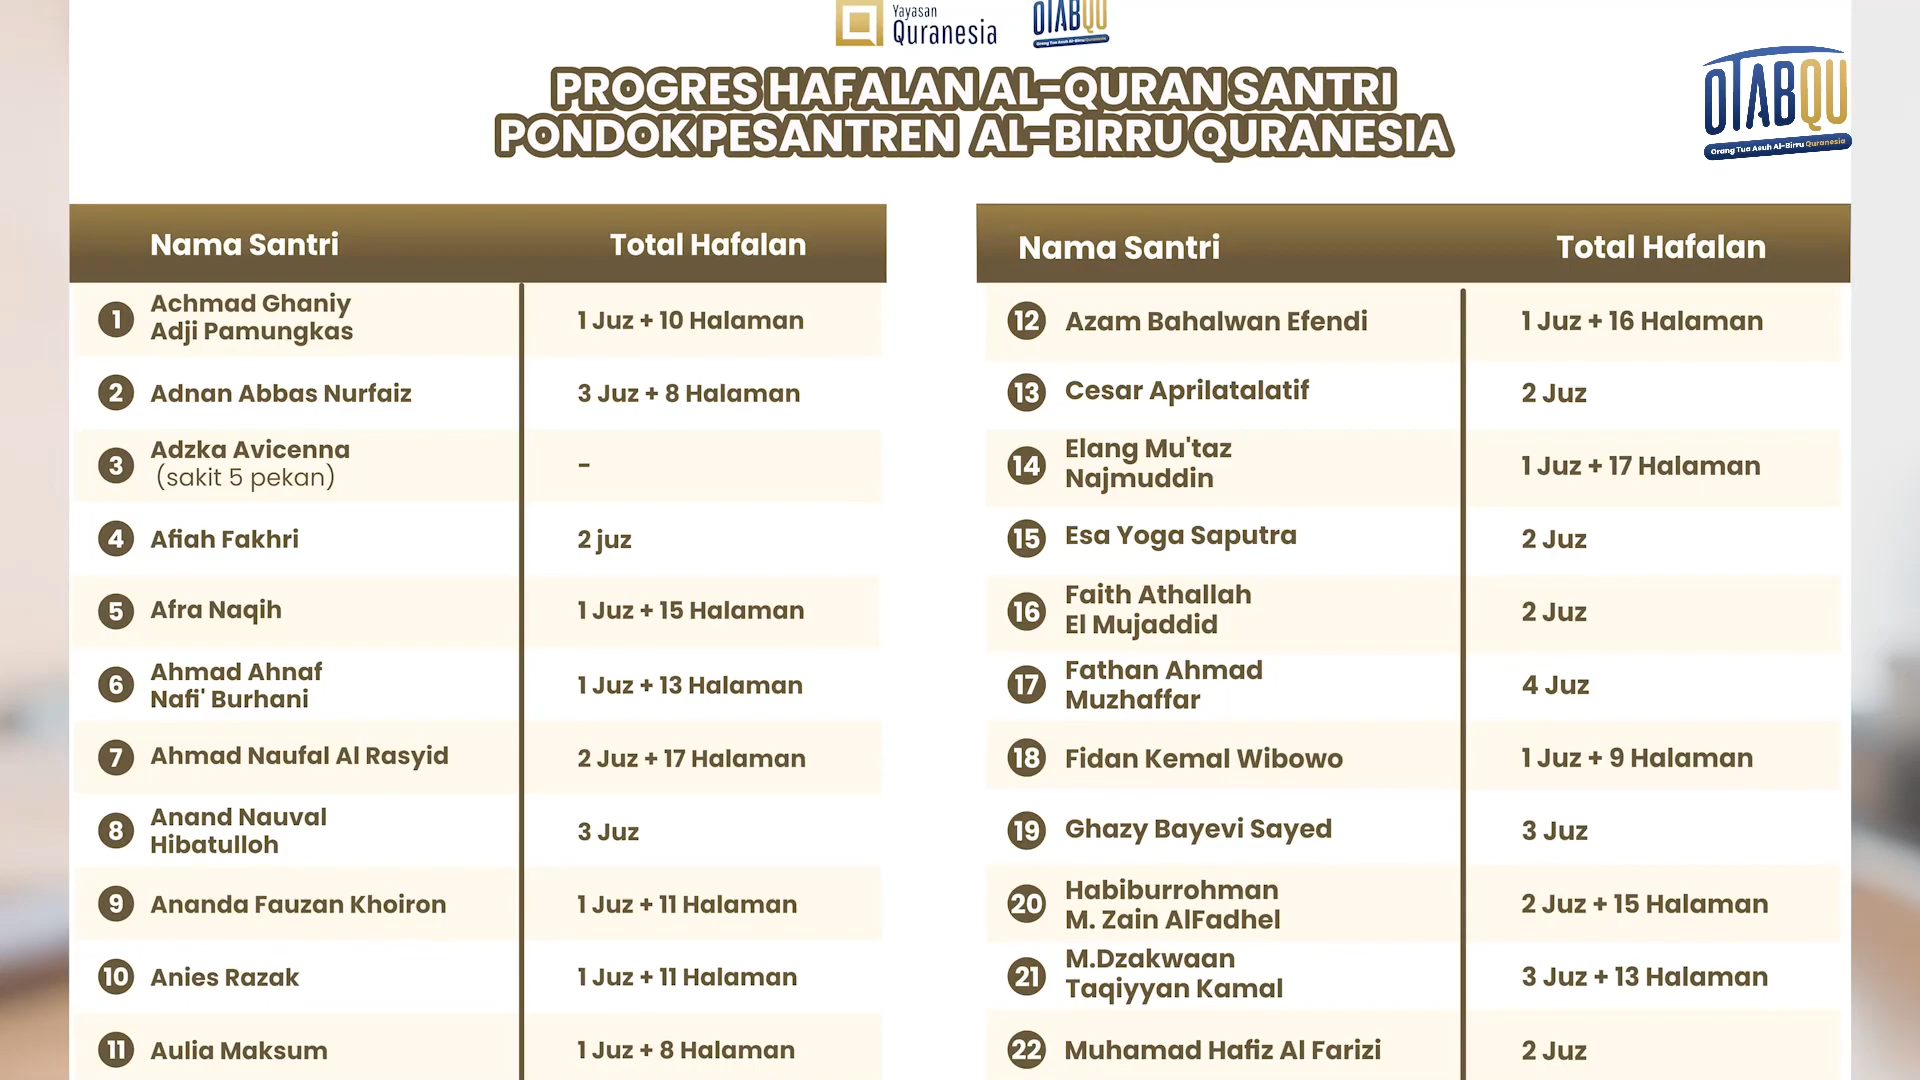 Yayasan
Quranesia
OTABQU
Orang Tua Asuh Al-Birru Quranesia
PROGRES HAFALAN AL-QURAN SANTRI
PONDOK PESANTREN AL-BIRRU QURANESIA
OTABQU
Orang Tua Asuh Al-Birru Quranesia
Nama Santri Total Hafalan
1 Achmad Ghaniy
Adji Pamungkas
1 Juz + 10 Halaman
2 Adnan Abbas Nurfaiz 3 Juz + 8 Halaman
3 Adzka Avicenna
(sakit 5 pekan)
-
4 Afiah Fakhri 2 juz
5 Afra Naqih 1 Juz + 15 Halaman
6 Ahmad Ahnaf
Nafi' Burhani
1 Juz + 13 Halaman
7 Ahmad Naufal Al Rasyid 2 Juz + 17 Halaman
8 Anand Nauval
Hibatulloh
3 Juz
9 Ananda Fauzan Khoiron 1 Juz + 11 Halaman
10 Anies Razak 1 Juz + 11 Halaman
11 Aulia Maksum 1 Juz + 8 Halaman
Nama Santri Total Hafalan
12 Azam Bahalwan Efendi 1 Juz + 16 Halaman
13 Cesar Aprilatalatif 2 Juz
14 Elang Mu'taz
Najmuddin
1 Juz + 17 Halaman
15 Esa Yoga Saputra 2 Juz
16 Faith Athallah
El Mujaddid
2 Juz
17 Fathan Ahmad
Muzhaffar
4 Juz
18 Fidan Kemal Wibowo 1 Juz + 9 Halaman
19 Ghazy Bayevi Sayed 3 Juz
20 Habiburrohman
M. Zain AlFadhel
2 Juz + 15 Halaman
21 M.Dzakwaan
Taqiyyan Kamal
3 Juz + 13 Halaman
22 Muhamad Hafiz Al Farizi 2 Juz